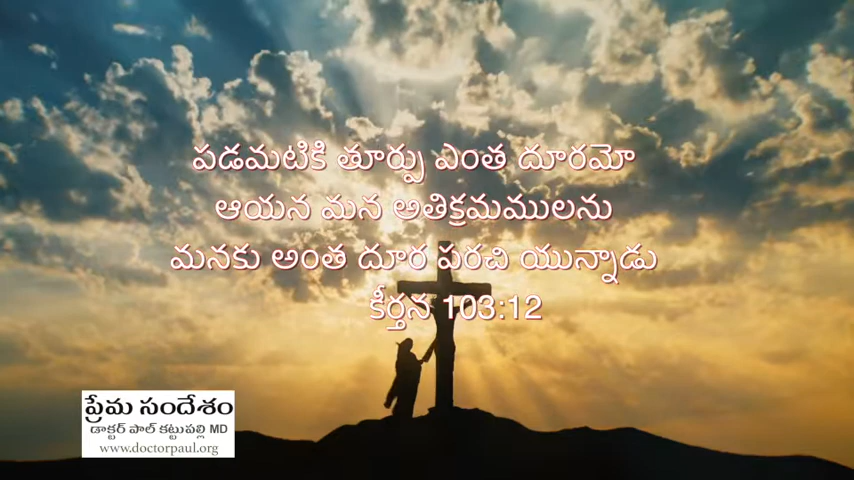 పడమటికి తూర్పు ఎంత దూరమో
ఆయన మన అతిక్రమములను
మనకు అంత దూర పరచి యున్నాడు
కీర్తన 103:12
ప్రేమ సందేశం
డాక్టర్ పాల్ కట్టుపల్లి MD
www.doctorpaul.org